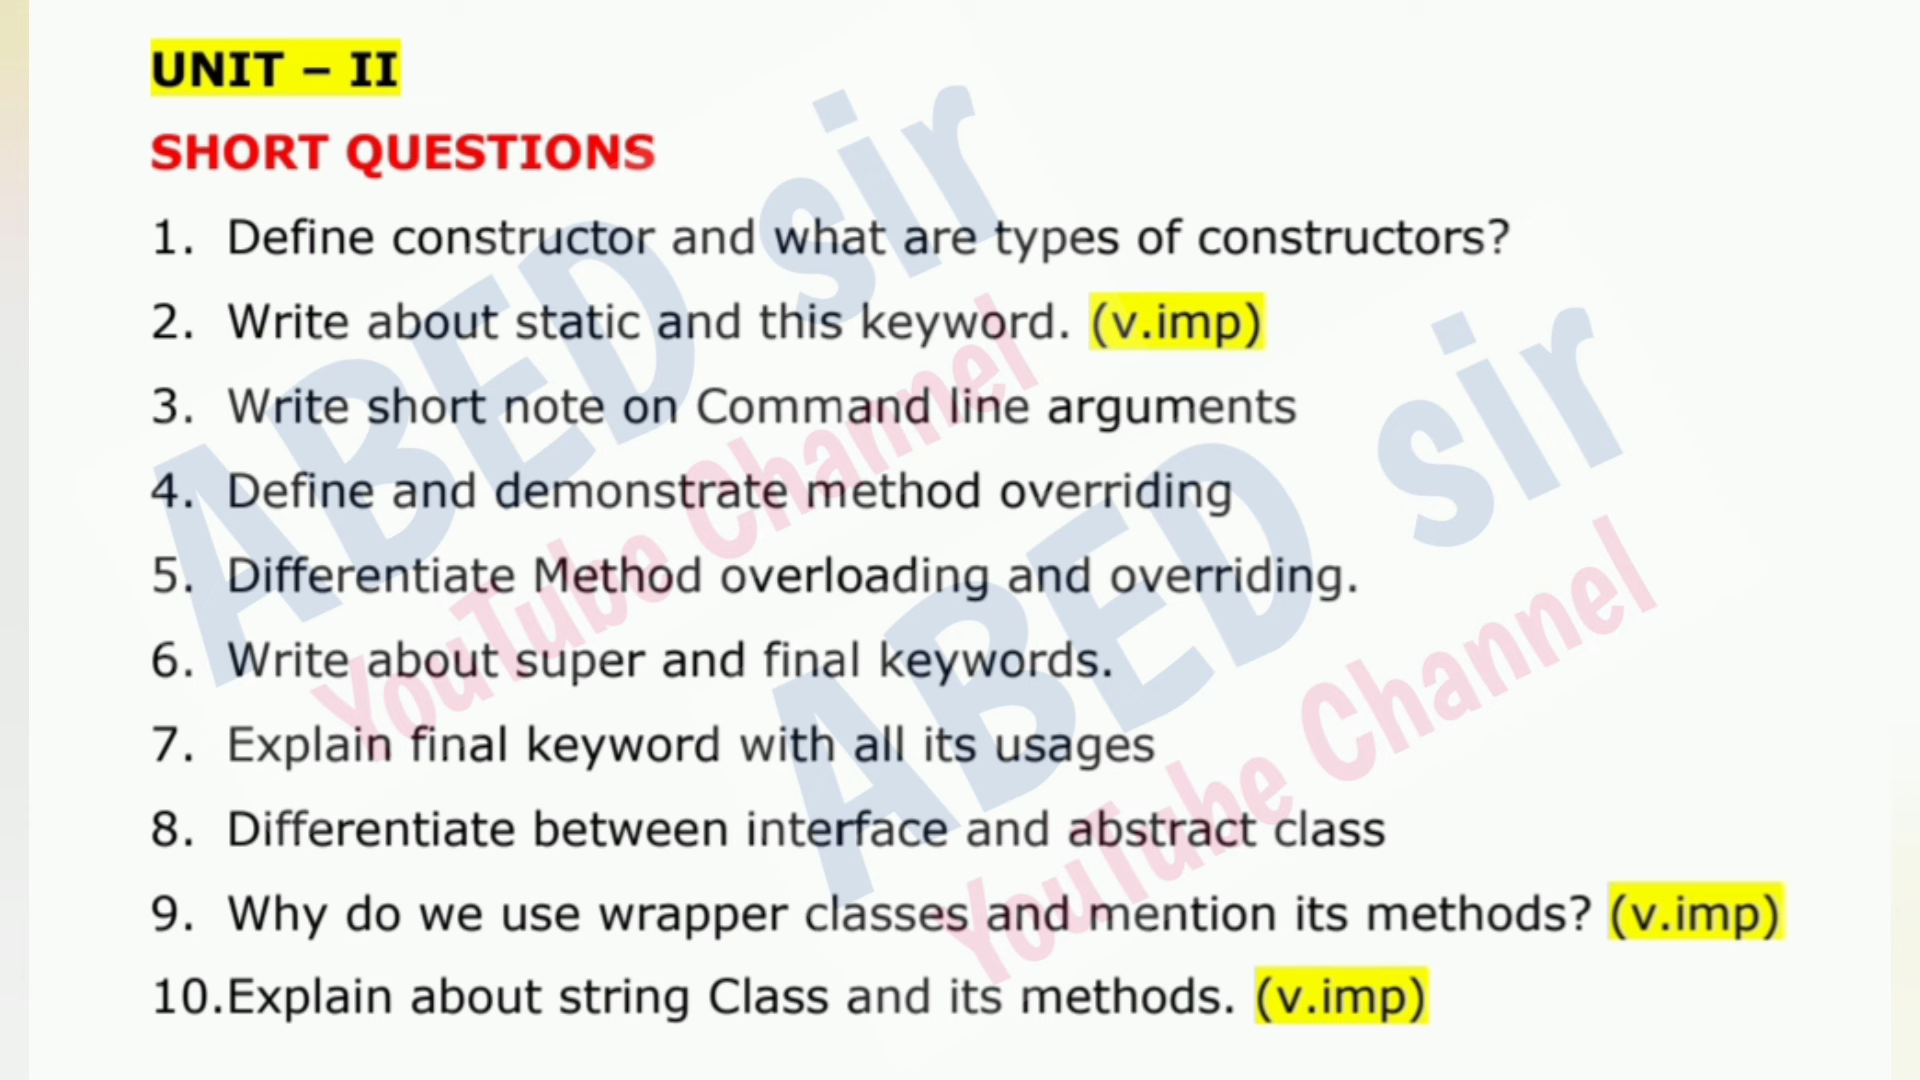 UNIT – II
SHORT QUESTIONS
1. Define constructor and what are types of constructors?
2. Write about static and this keyword. (v.imp)
3. Write short note on Command line arguments
4. Define and demonstrate method overriding
5. Differentiate Method overloading and overriding.
6. Write about super and final keywords.
7. Explain final keyword with all its usages
8. Differentiate between interface and abstract class
9. Why do we use wrapper classes and mention its methods? (v.imp)
10.Explain about string Class and its methods. (v.imp)
ABED sir
YouTube Channel
ABED sir
YouTube Channel